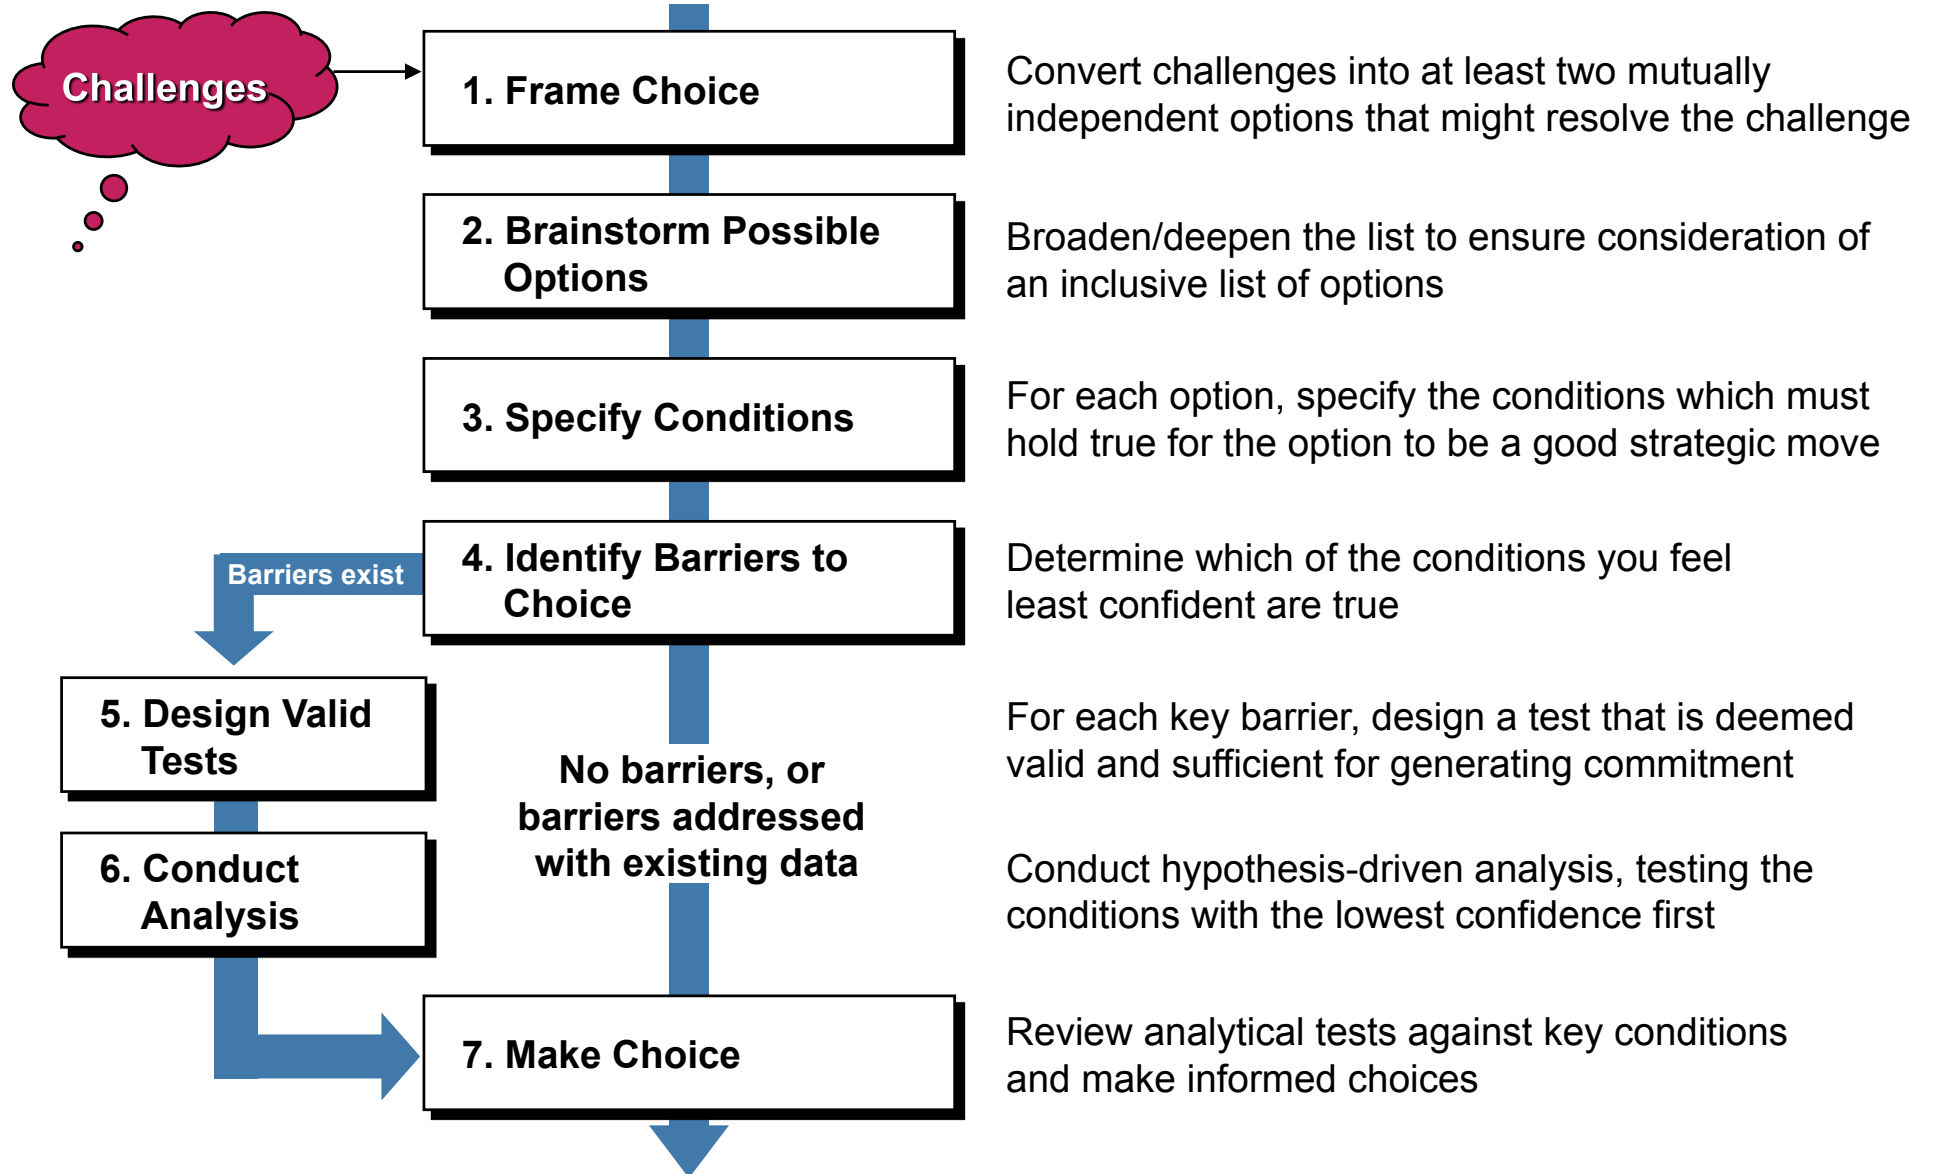 Challenges
1. Frame Choice
Convert challenges into at least two mutually
independent options that might resolve the challenge
2. Brainstorm Possible
Options
Broaden/deepen the list to ensure consideration of
an inclusive list of options
3. Specify Conditions
For each option, specify the conditions which must
hold true for the option to be a good strategic move
Barriers exist
4. Identify Barriers to
Choice
Determine which of the conditions you feel
least confident are true
5. Design Valid
Tests
For each key barrier, design a test that is deemed
valid and sufficient for generating commitment
No barriers, or
barriers addressed
with existing data
6. Conduct
Analysis
Conduct hypothesis-driven analysis, testing the
conditions with the lowest confidence first
7. Make Choice
Review analytical tests against key conditions
and make informed choices